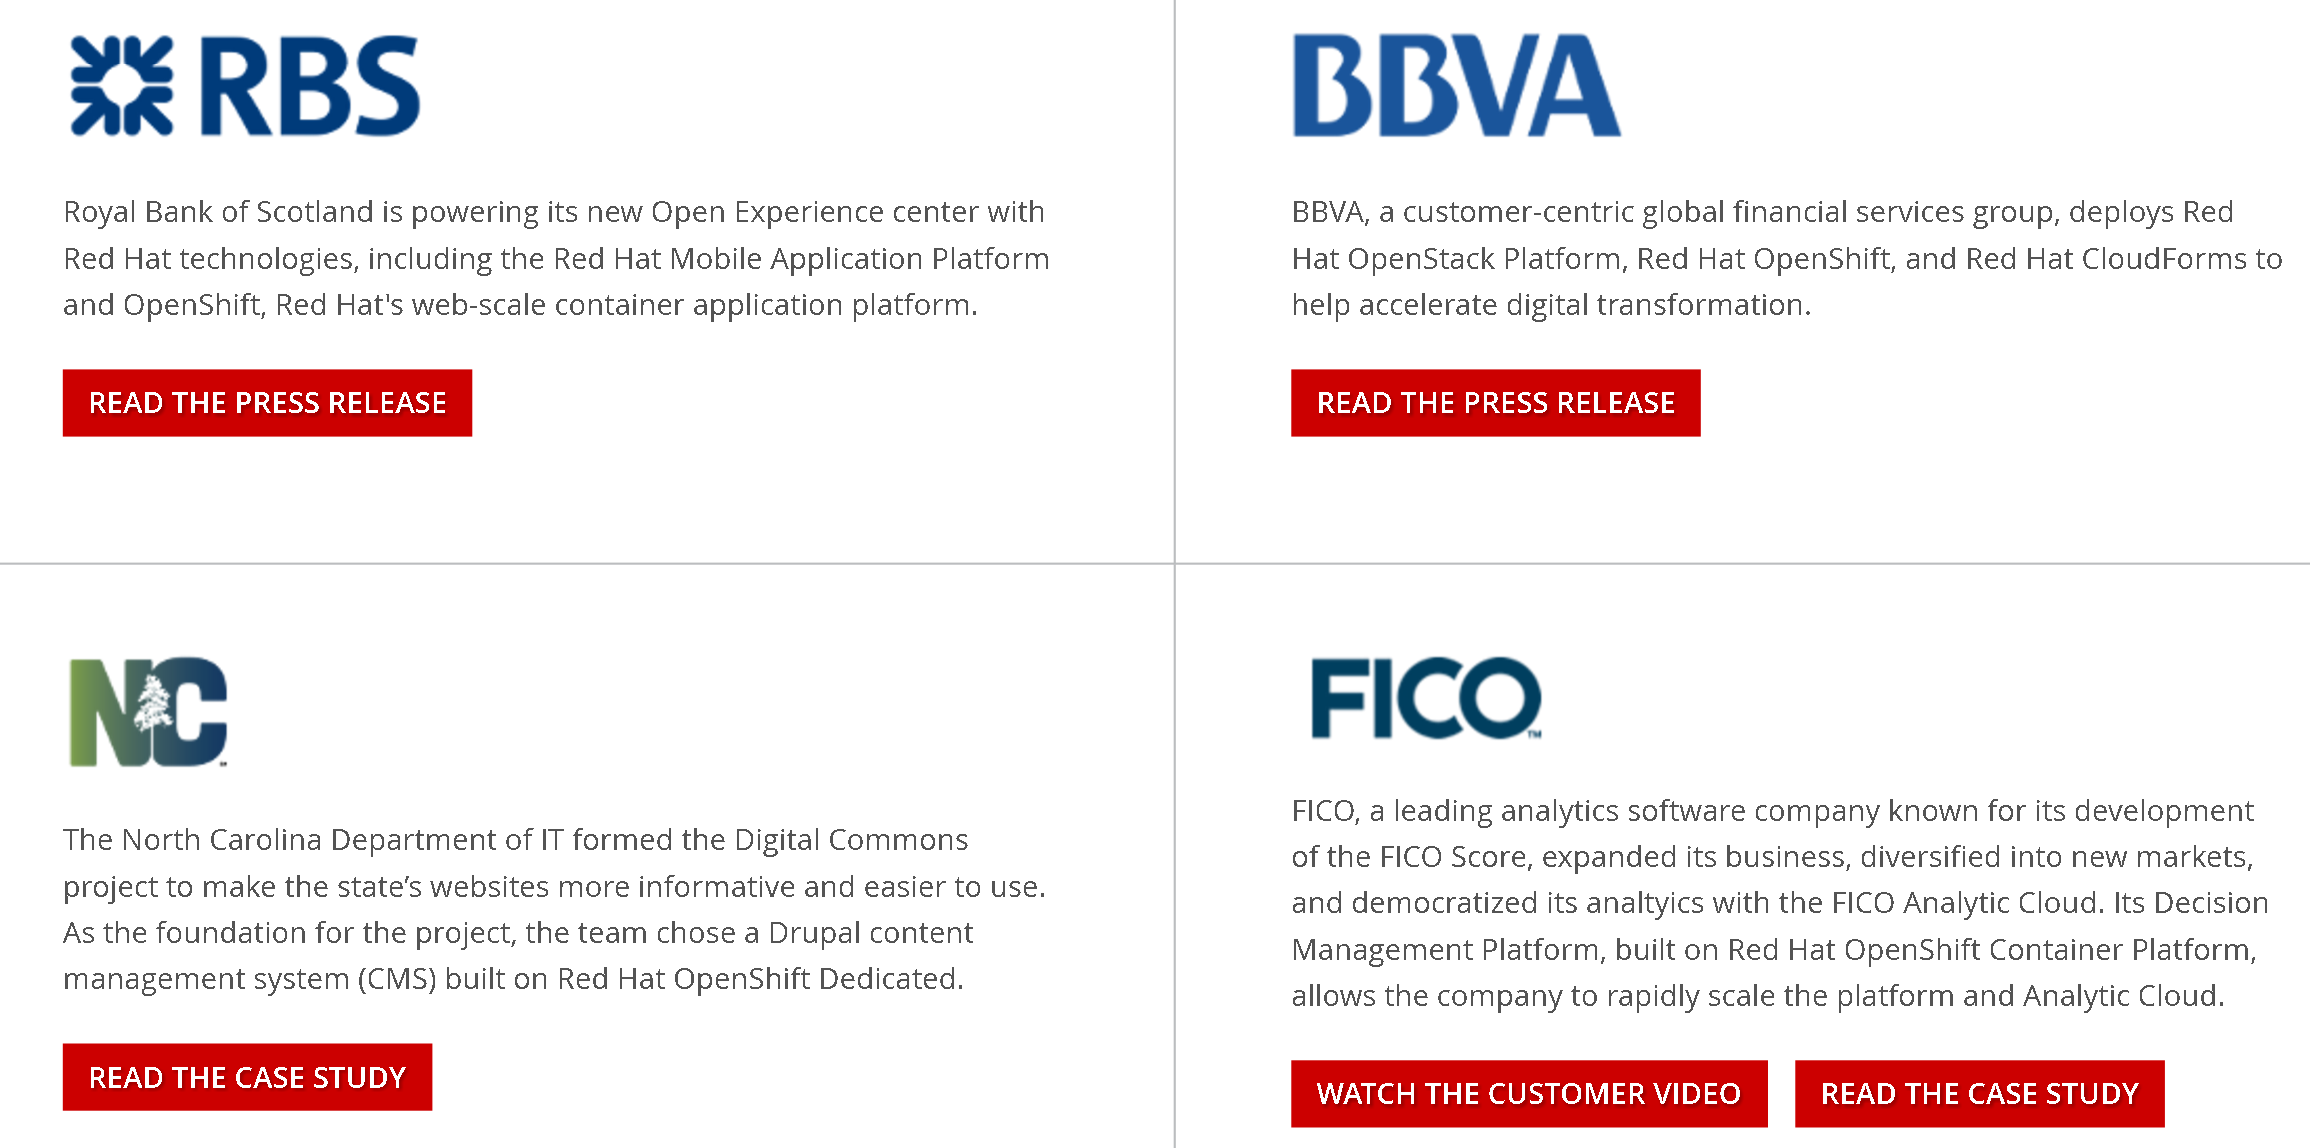 RBS
Royal Bank of Scotland is powering its new Open Experience center with
Red Hat technologies, including the Red Hat Mobile Application Platform
and OpenShift, Red Hat's web-scale container application platform.
READ THE PRESS RELEASE
BBVA
BBVA, a customer-centric global financial services group, deploys Red
Hat OpenStack Platform, Red Hat OpenShift, and Red Hat CloudForms to
help accelerate digital transformation.
READ THE PRESS RELEASE
NC
The North Carolina Department of IT formed the Digital Commons
project to make the state’s websites more informative and easier to use.
As the foundation for the project, the team chose a Drupal content
management system (CMS) built on Red Hat OpenShift Dedicated.
READ THE CASE STUDY
FICO™
FICO, a leading analytics software company known for its development
of the FICO Score, expanded its business, diversified into new markets,
and democratized its analtyics with the FICO Analytic Cloud. Its Decision
Management Platform, built on Red Hat OpenShift Container Platform,
allows the company to rapidly scale the platform and Analytic Cloud.
WATCH THE CUSTOMER VIDEO READ THE CASE STUDY